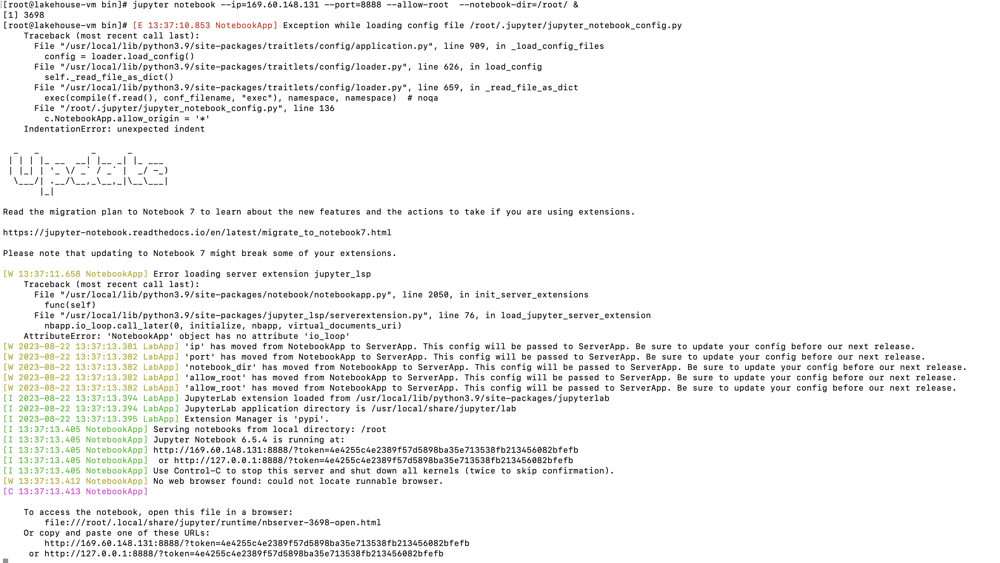 [[root@lakehouse-vm bin]# jupyter notebook --ip=169.60.148.131 --port=8888 --allow-root  --notebook-dir=/root/ &
[1] 3698
[root@lakehouse-vm bin]# [E 13:37:10.853 NotebookApp] Exception while loading config file /root/.jupyter/jupyter_notebook_config.py
    Traceback (most recent call last):
      File "/usr/local/lib/python3.9/site-packages/traitlets/config/application.py", line 909, in _load_config_files
        config = loader.load_config()
      File "/usr/local/lib/python3.9/site-packages/traitlets/config/loader.py", line 626, in load_config
        self._read_file_as_dict()
      File "/usr/local/lib/python3.9/site-packages/traitlets/config/loader.py", line 659, in _read_file_as_dict
        exec(compile(f.read(), conf_filename, "exec"), namespace, namespace)  # noqa
      File "/root/.jupyter/jupyter_notebook_config.py", line 136
        c.NotebookApp.allow_origin = '*'
    IndentationError: unexpected indent
  _   _          _      _
 | | | |_ __  __| |__ _| |_ ___
 | |_| | '_ \/ _` / _` |  _/ -_)
  \___/| .__/\__,_\__,_|\__\___|
       |_|
Read the migration plan to Notebook 7 to learn about the new features and the actions to take if you are using extensions.
https://jupyter-notebook.readthedocs.io/en/latest/migrate_to_notebook7.html
Please note that updating to Notebook 7 might break some of your extensions.
[W 13:37:11.658 NotebookApp] Error loading server extension jupyter_lsp
    Traceback (most recent call last):
      File "/usr/local/lib/python3.9/site-packages/notebook/notebookapp.py", line 2050, in init_server_extensions
        func(self)
      File "/usr/local/lib/python3.9/site-packages/jupyter_lsp/serverextension.py", line 76, in load_jupyter_server_extension
        nbapp.io_loop.call_later(0, initialize, nbapp, virtual_documents_uri)
    AttributeError: 'NotebookApp' object has no attribute 'io_loop'
[W 2023-08-22 13:37:13.381 LabApp] 'ip' has moved from NotebookApp to ServerApp. This config will be passed to ServerApp. Be sure to update your config before our next release.
[W 2023-08-22 13:37:13.382 LabApp] 'port' has moved from NotebookApp to ServerApp. This config will be passed to ServerApp. Be sure to update your config before our next release.
[W 2023-08-22 13:37:13.382 LabApp] 'notebook_dir' has moved from NotebookApp to ServerApp. This config will be passed to ServerApp. Be sure to update your config before our next release.
[W 2023-08-22 13:37:13.382 LabApp] 'allow_root' has moved from NotebookApp to ServerApp. This config will be passed to ServerApp. Be sure to update your config before our next release.
[W 2023-08-22 13:37:13.382 LabApp] 'allow_root' has moved from NotebookApp to ServerApp. This config will be passed to ServerApp. Be sure to update your config before our next release.
[I 2023-08-22 13:37:13.394 LabApp] JupyterLab extension loaded from /usr/local/lib/python3.9/site-packages/jupyterlab
[I 2023-08-22 13:37:13.394 LabApp] JupyterLab application directory is /usr/local/share/jupyter/lab
[I 2023-08-22 13:37:13.395 LabApp] Extension Manager is 'pypi'.
[I 13:37:13.405 NotebookApp] Serving notebooks from local directory: /root
[I 13:37:13.405 NotebookApp] Jupyter Notebook 6.5.4 is running at:
[I 13:37:13.405 NotebookApp] http://169.60.148.131:8888/?token=4e4255c4e2389f57d5898ba35e713538fb213456082bfefb
[I 13:37:13.405 NotebookApp]  or http://127.0.0.1:8888/?token=4e4255c4e2389f57d5898ba35e713538fb213456082bfefb
[I 13:37:13.405 NotebookApp] Use Control-C to stop this server and shut down all kernels (twice to skip confirmation).
[W 13:37:13.412 NotebookApp] No web browser found: could not locate runnable browser.
[C 13:37:13.413 NotebookApp]
    To access the notebook, open this file in a browser:
        file:///root/.local/share/jupyter/runtime/nbserver-3698-open.html
    Or copy and paste one of these URLs:
        http://169.60.148.131:8888/?token=4e4255c4e2389f57d5898ba35e713538fb213456082bfefb
     or http://127.0.0.1:8888/?token=4e4255c4e2389f57d5898ba35e713538fb213456082bfefb